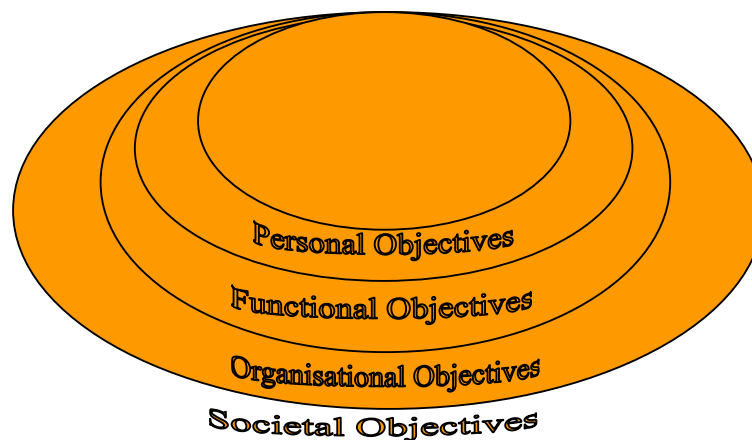 Personal Objectives
Functional Objectives
Organisational Objectives
Societal Objectives